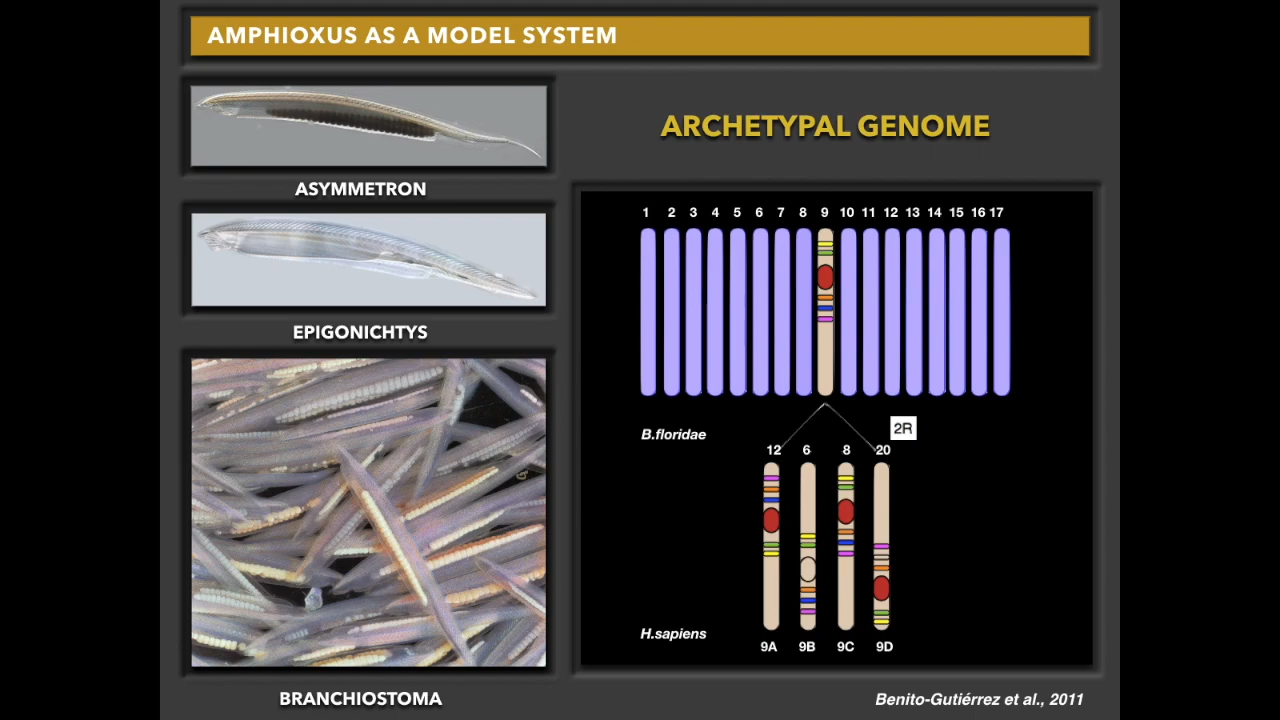 AMPHIOXUS AS A MODEL SYSTEM
ASYMMETRON
EPIGONICHTYS
BRANCHIOSTOMA
ARCHETYPAL GENOME
1 2 3 4 5 6 7 8 9 10 11 12 13 14 15 16 17
B.floridae
2R
12 6 8 20
H.sapiens
9A 9B 9C 9D
Benito-Gutiérrez et al., 2011